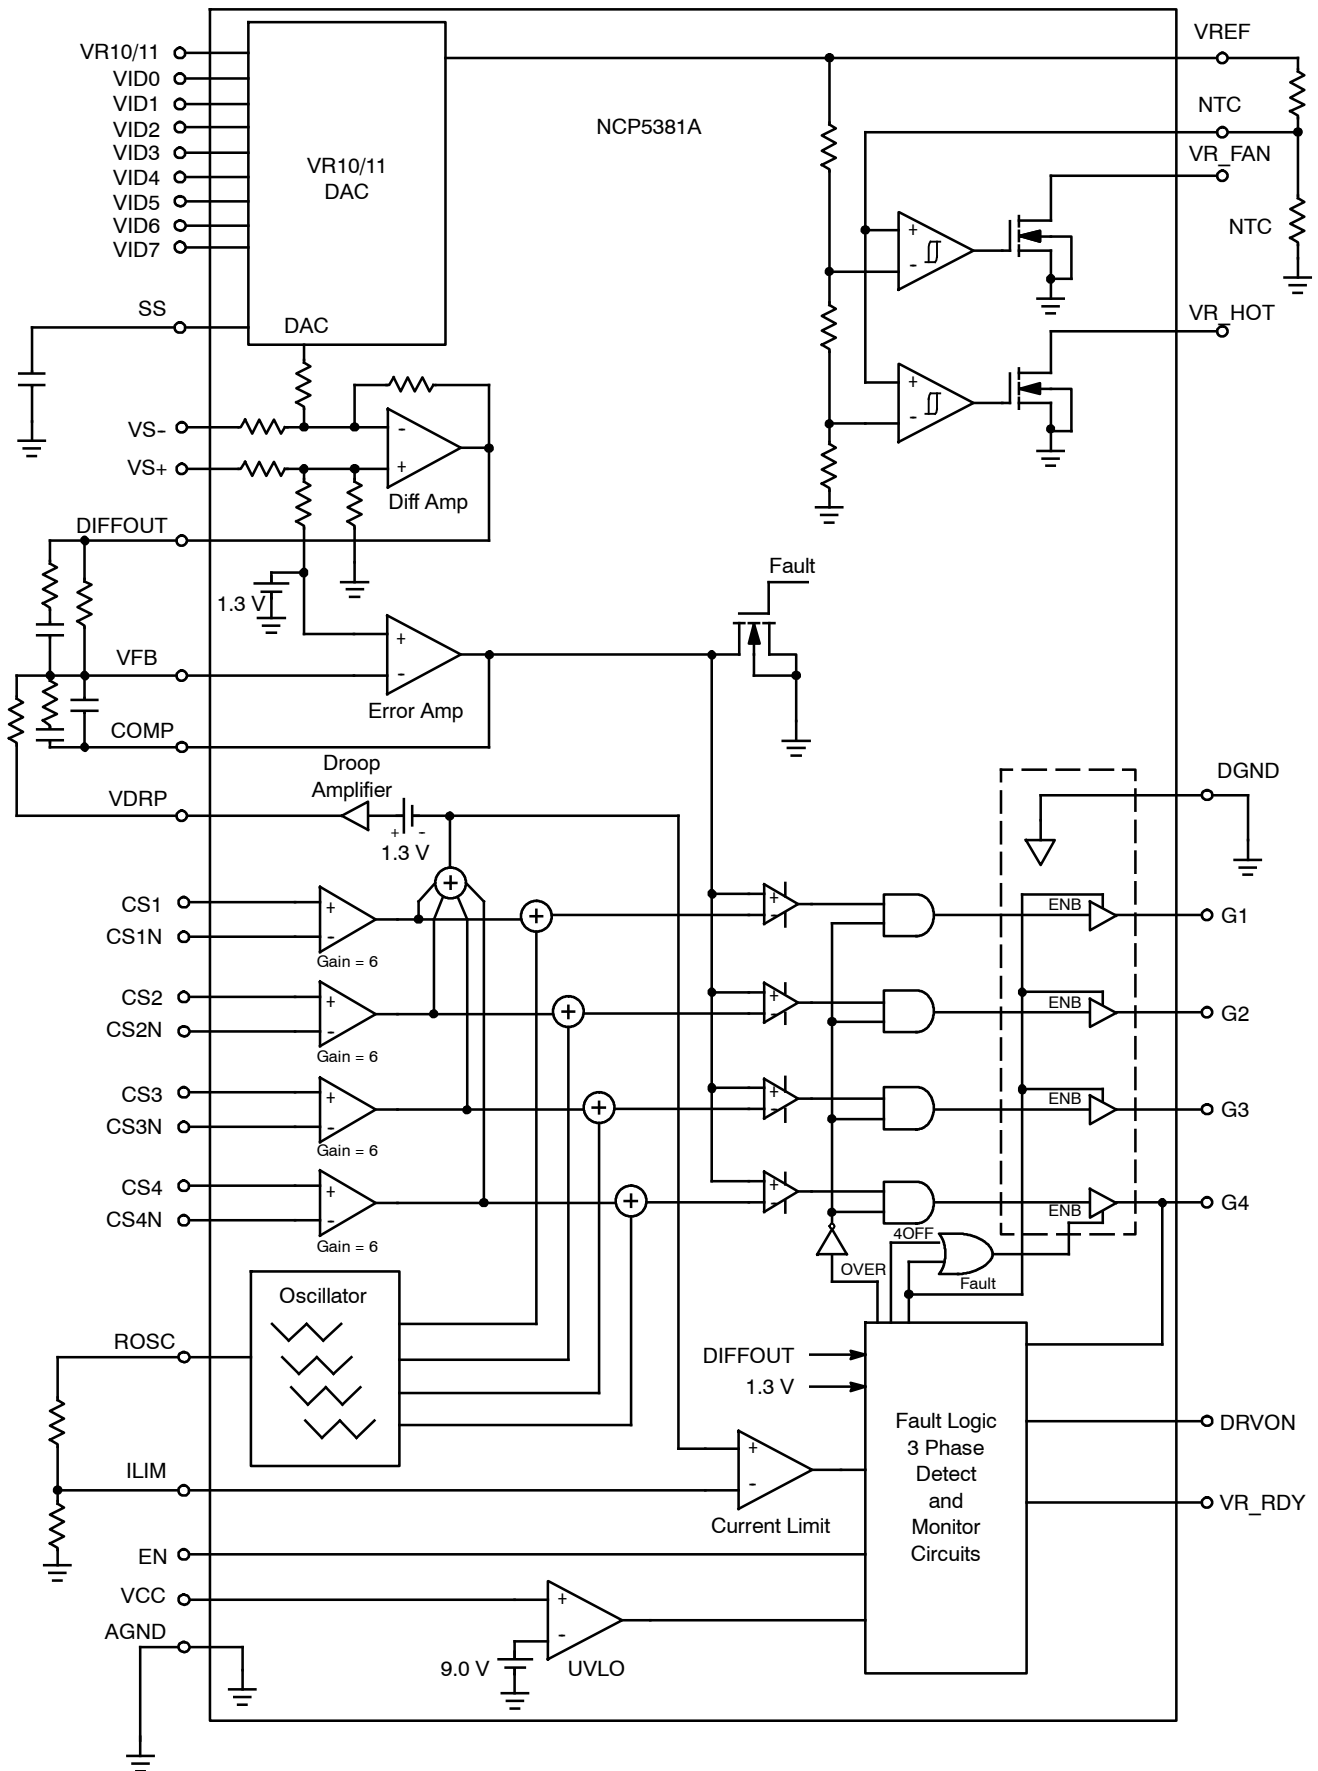 VREF
VR10/11
VID0
VID1
VID2
VID3
VID4
VID5
VID6
VID7
VR10/11
DAC
NCP5381A
NTC
VR_FAN
NTC
+
-
SS
DAC
VR_HOT
+
-
VS-
VS+
-
+
Diff Amp
DIFFOUT
1.3 V
Fault
VFB
+
-
Error Amp
COMP
Droop
Amplifier
VDRP
+ -
1.3 V
DGND
+
CS1
CS1N
+
-
Gain = 6
+
+
-
ENB
G1
CS2
CS2N
+
-
Gain = 6
+
+
-
ENB
G2
CS3
CS3N
+
-
Gain = 6
+
+
-
ENB
G3
CS4
CS4N
+
-
Gain = 6
+
+
-
ENB
G4
4OFF
OVER
Fault
Oscillator
ROSC
DIFFOUT
1.3 V
Fault Logic
3 Phase
Detect
and
Monitor
Circuits
DRVON
ILIM
+
-
Current Limit
VR_RDY
EN
VCC
+
-
AGND
9.0 V
UVLO